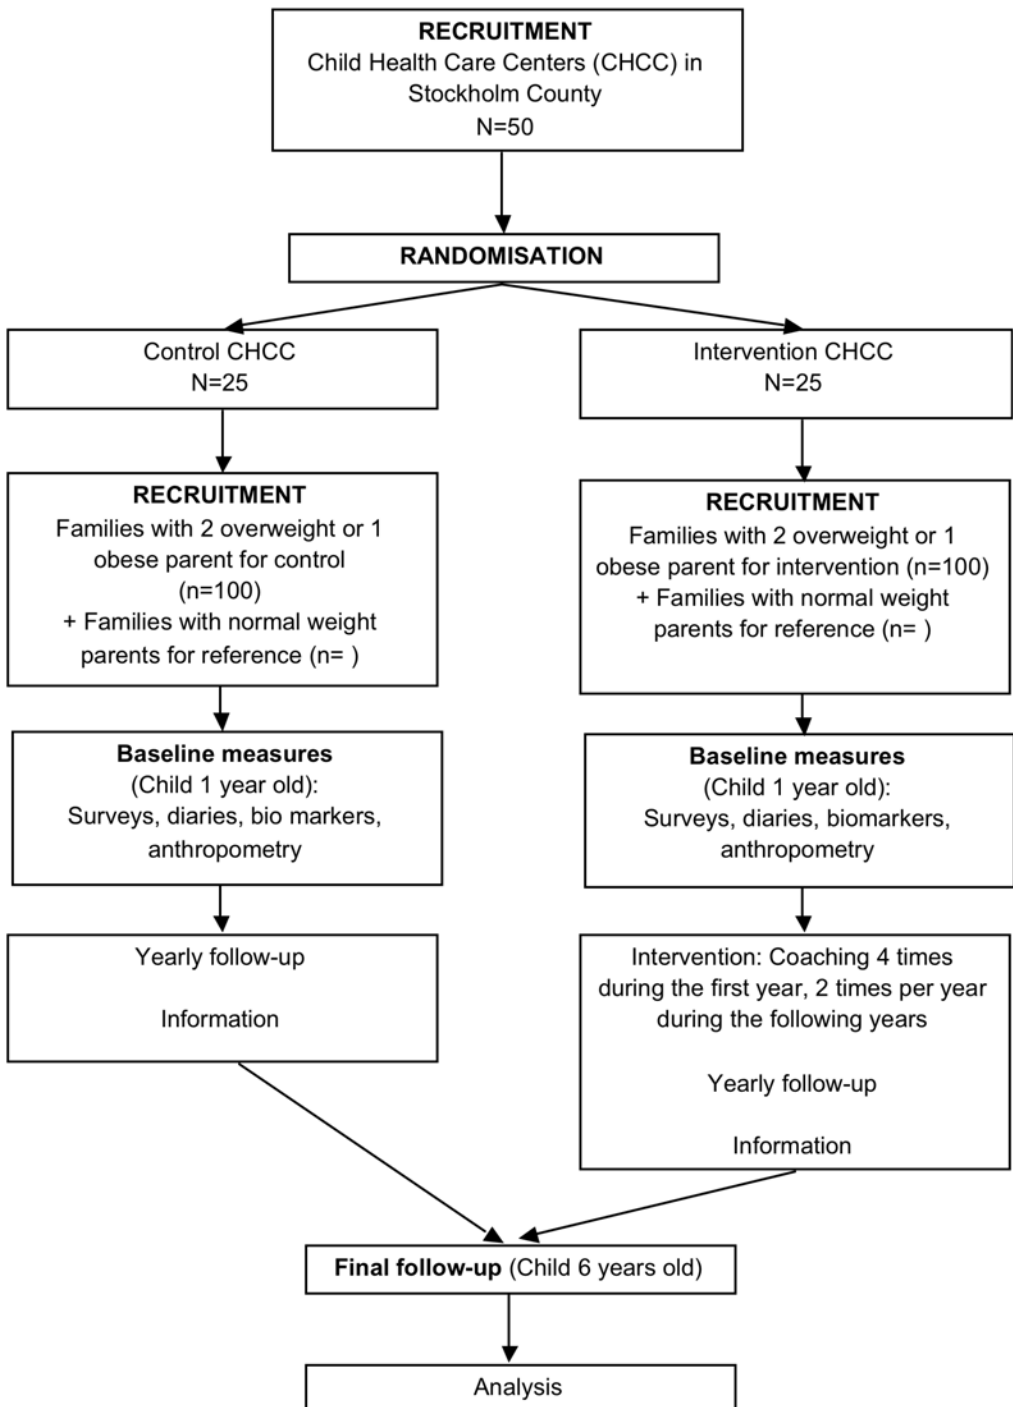 RECRUITMENT
Child Health Care Centers (CHCC) in
Stockholm County
N=50
RANDOMISATION
Control CHCC
N=25
Intervention CHCC
N=25
RECRUITMENT
Families with 2 overweight or 1
obese parent for control
(n=100)
+ Families with normal weight
parents for reference (n= )
RECRUITMENT
Families with 2 overweight or 1
obese parent for intervention (n=100)
+ Families with normal weight
parents for reference (n= )
Baseline measures
(Child 1 year old):
Surveys, diaries, bio markers,
anthropometry
Baseline measures
(Child 1 year old):
Surveys, diaries, biomarkers,
anthropometry
Yearly follow-up
Information
Intervention: Coaching 4 times
during the first year, 2 times per year
during the following years
Yearly follow-up
Information
Final follow-up (Child 6 years old)
Analysis